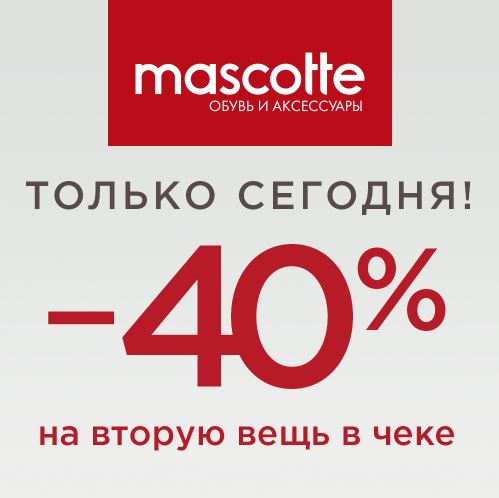 mascotte
ОБУВЬ И АКСЕССУАРЫ
ТОЛЬКО СЕГОДНЯ!
–40%
на вторую вещь в чеке